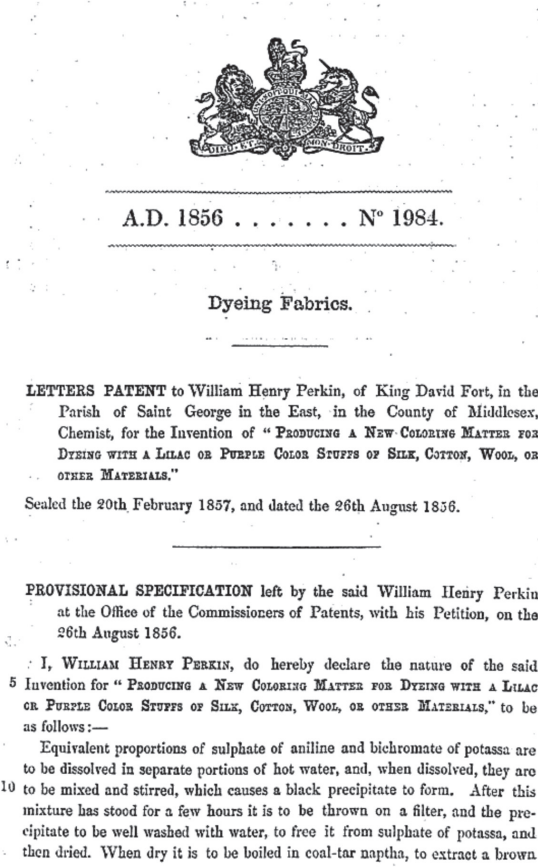 DIEU ET MON DROIT
A.D. 1856 . . . . . . . Nº 1984.
Dyeing Fabrics.
LETTERS PATENT to William Henry Perkin, of King David Fort, in the
Parish of Saint George in the East, in the County of Middlesex,
Chemist, for the Invention of “ PRODUCING A NEW COLORING MATTER FOR
DYEING WITH A LILAC OR PURPLE COLOR STUFFS OF SILK, COTTON, WOOL, OR
OTHER MATERIALS.”
Sealed the 20th February 1857, and dated the 26th August 1856.
PROVISIONAL SPECIFICATION left by the said William Henry Perkin
at the Office of the Commissioners of Patents, with his Petition, on the
26th August 1856.
I, WILLIAM HENRY PERKIN, do hereby declare the nature of the said
5 Invention for “ PRODUCING A NEW COLORING MATTER FOR DYEING WITH A LILAC
OR PURPLE COLOR STUFFS OF SILK, COTTON, WOOL, OR OTHER MATERIALS,” to be
as follows :—
Equivalent proportions of sulphate of aniline and bichromate of potassa are
to be dissolved in separate portions of hot water, and, when dissolved, they are
10 to be mixed and stirred, which causes a black precipitate to form. After this
mixture has stood for a few hours it is to be thrown on a filter, and the pre-
cipitate to be well washed with water, to free it from sulphate of potassa, and
then dried. When dry it is to be boiled in coal-tar naptha, to extract a brown